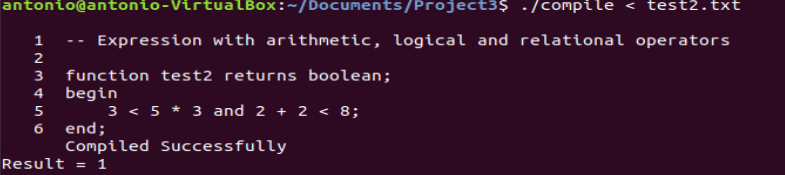 antonio@antonio-VirtualBox:~/Documents/Project3$ ./compile < test2.txt
1 -- Expression with arithmetic, logical and relational operators
2
3 function test2 returns boolean;
4 begin
5 3 < 5 * 3 and 2 + 2 < 8;
6 end;
Compiled Successfully
Result = 1